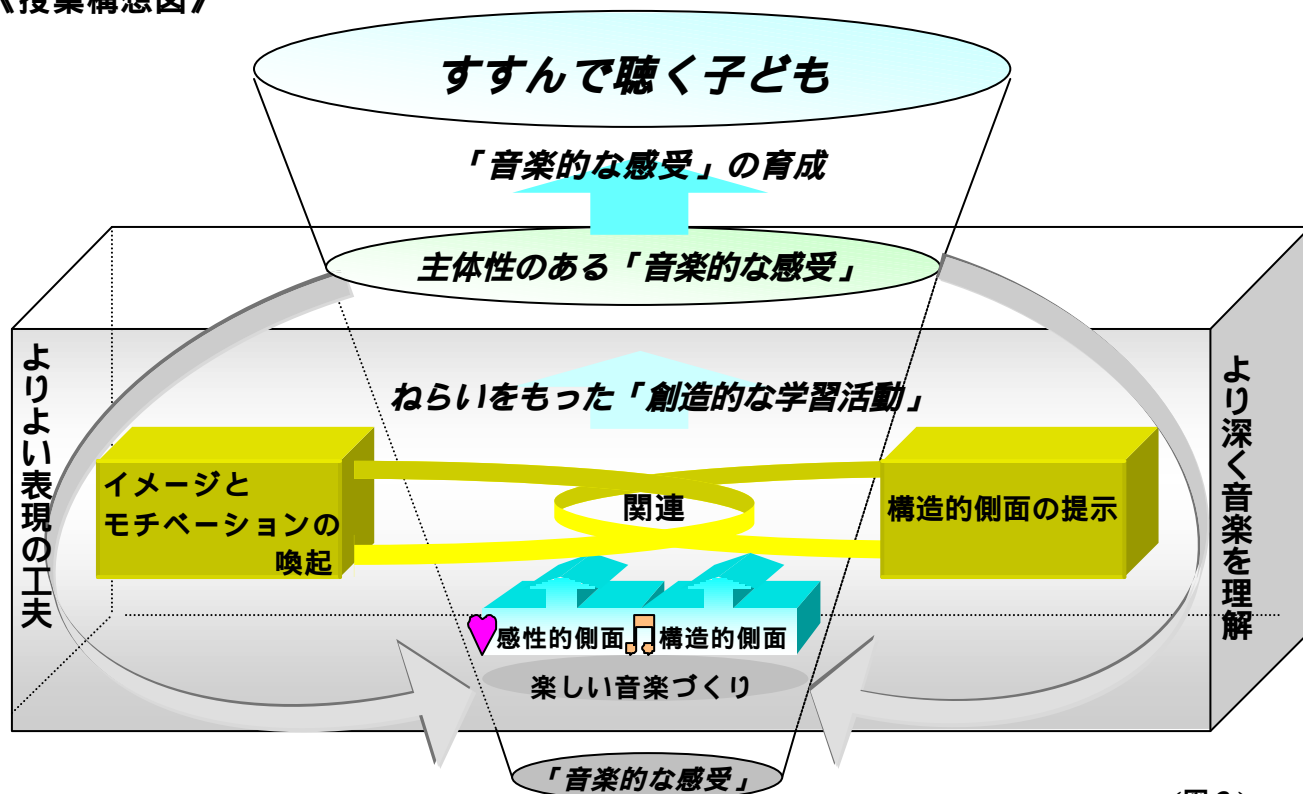 《授業構想図》
すすんで聴く子ども
「音楽的な感受」の育成
主体性のある「音楽的な感受」
ねらいをもった「創造的な学習活動」
よりよい表現の工夫
イメージと
モチベーションの
喚起
関連
構造的側面の提示
より深く音楽を理解
感性的側面
構造的側面
楽しい音楽づくり
「音楽的な感受」